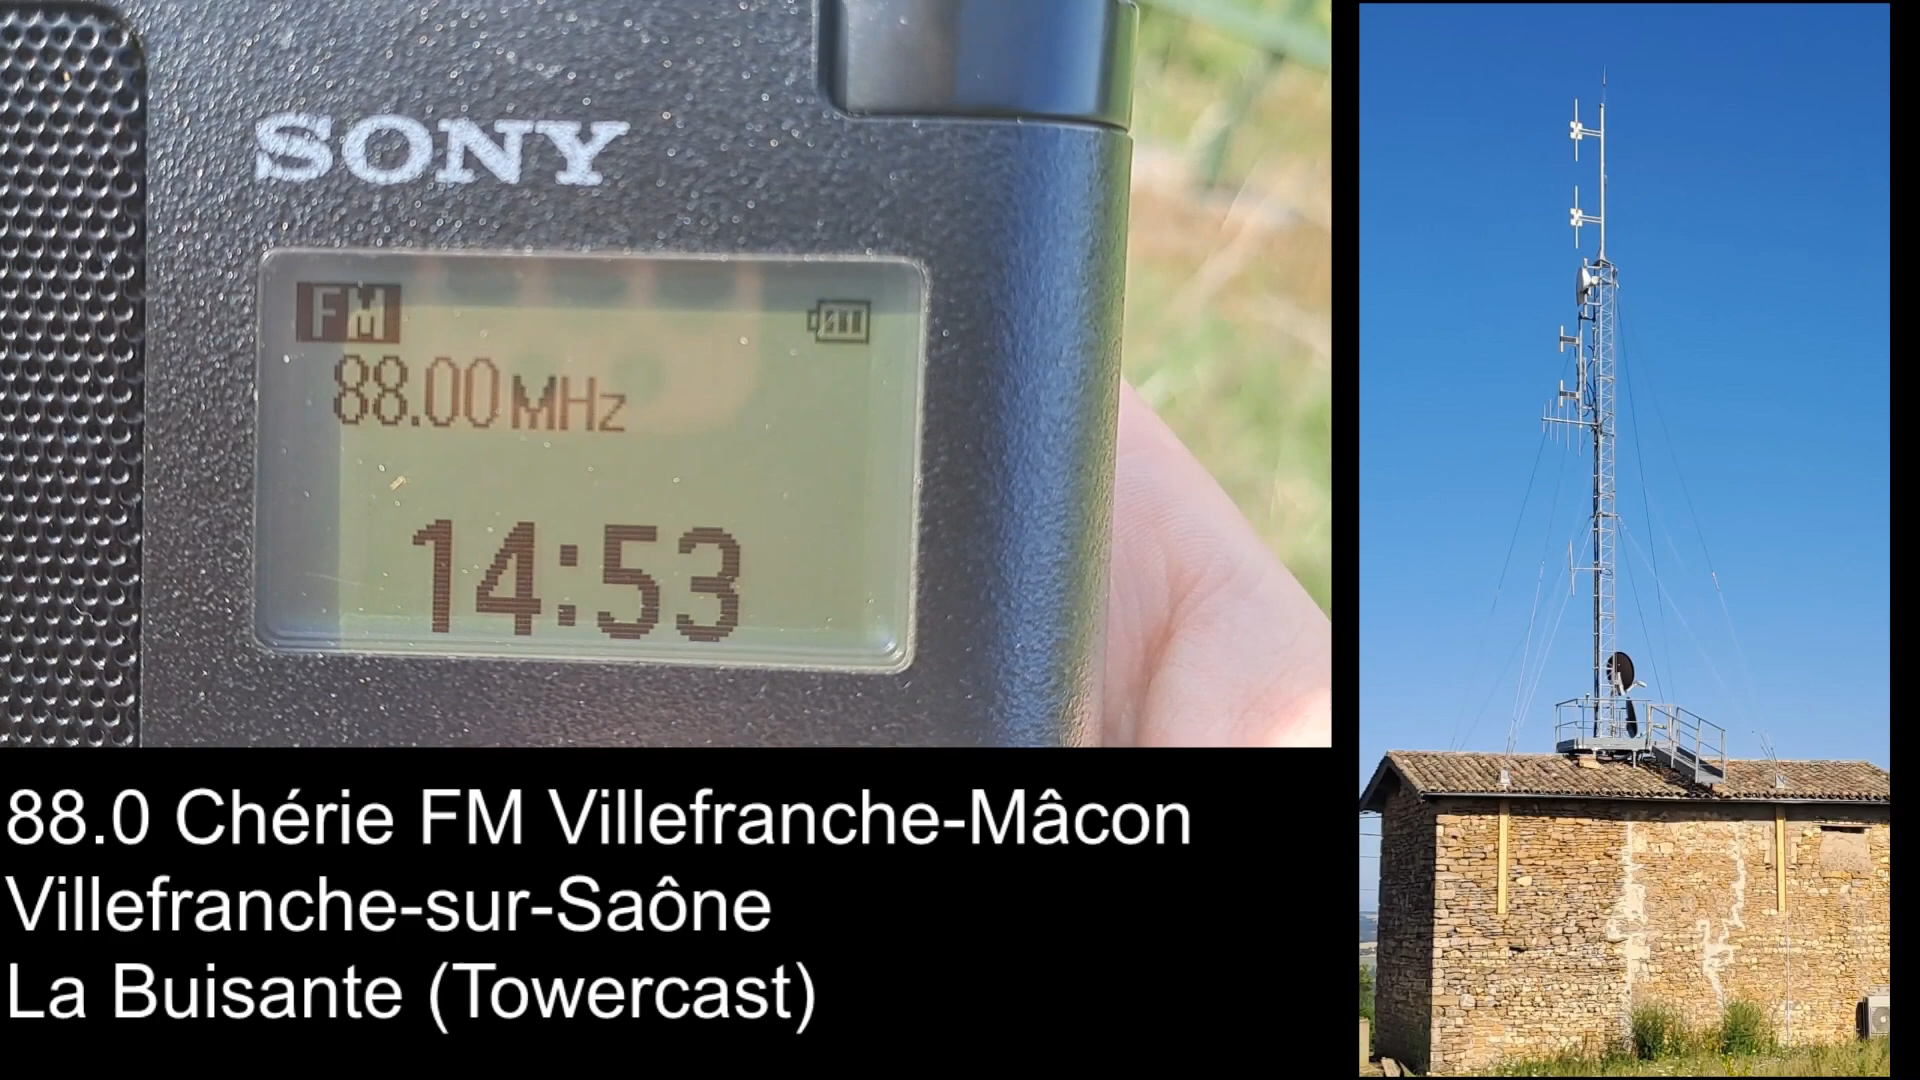 SONY
FM
88.00 MHz
14:53
88.0 Chérie FM Villefranche-Mâcon
Villefranche-sur-Saône
La Buisante (Towercast)